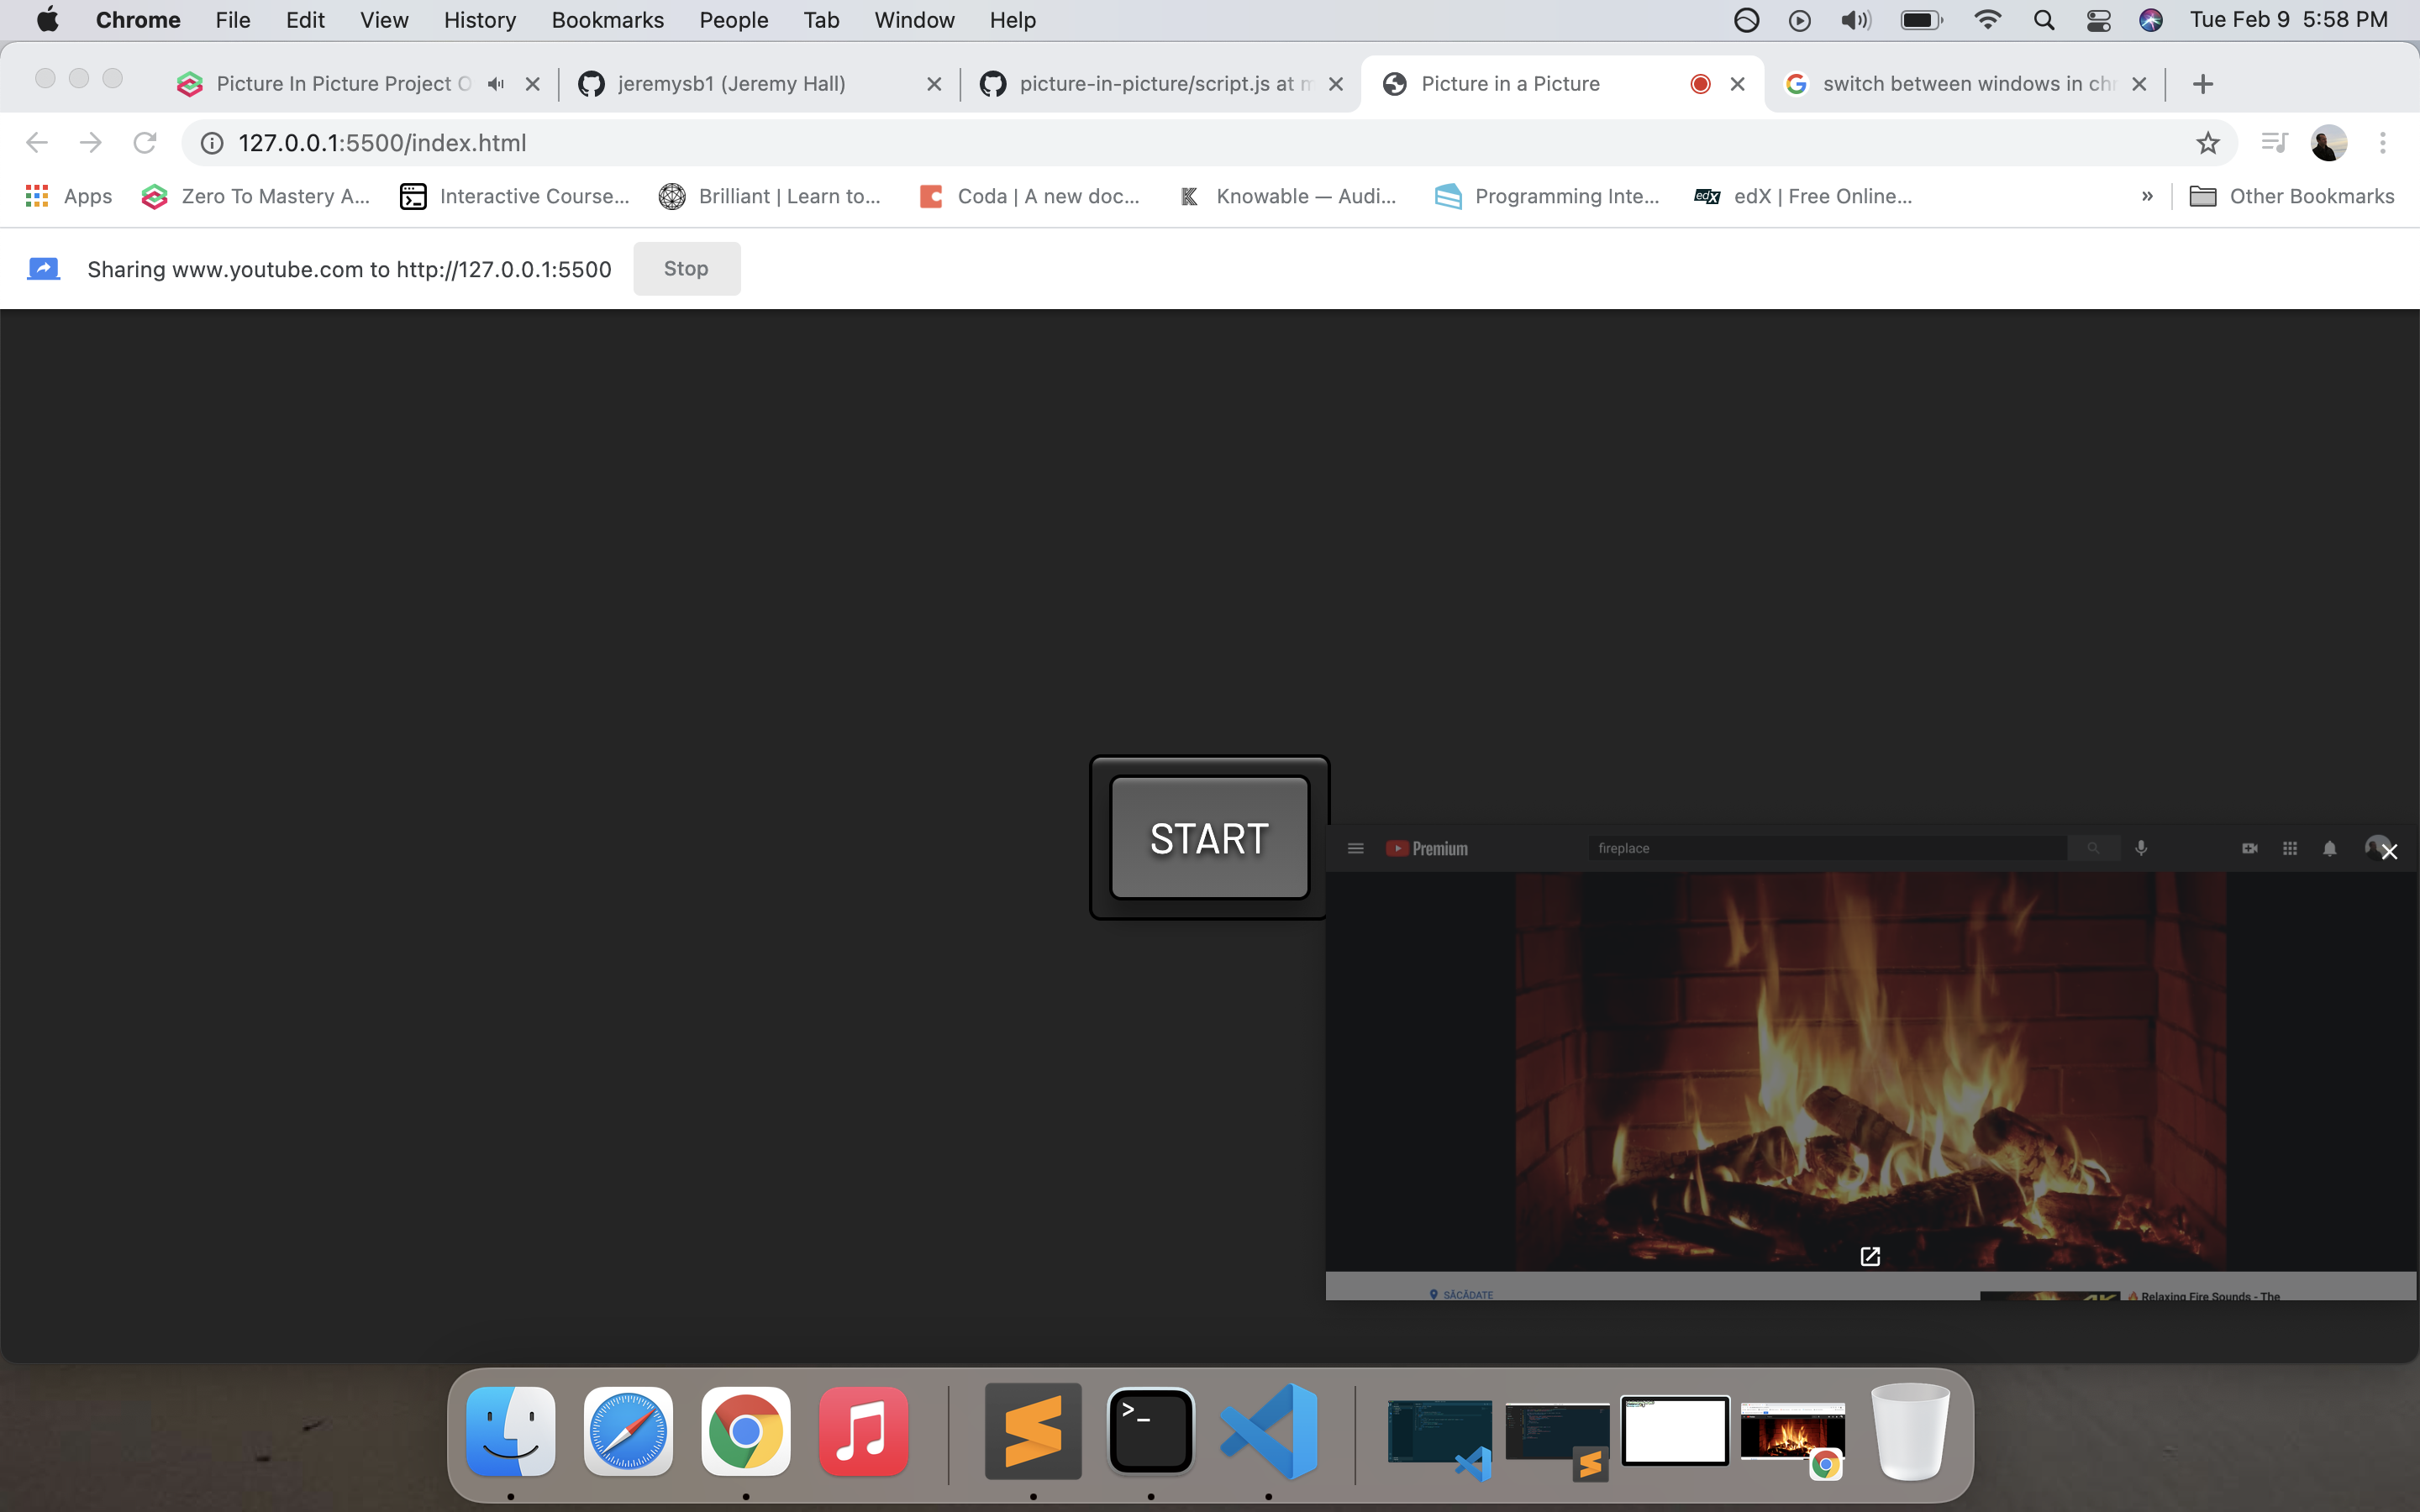 Chrome File Edit View History Bookmarks People Tab Window Help Tue Feb 9 5:58 PM
Picture In Picture Project O jeremysb1 (Jeremy Hall) picture-in-picture/script.js at m Picture in a Picture switch between windows in chr
127.0.0.1:5500/index.html
Apps Zero To Mastery A... Interactive Course... Brilliant | Learn to... Coda | A new doc... Knowable — Audi... Programming Inte... edX edX | Free Online... » Other Bookmarks
Sharing www.youtube.com to http://127.0.0.1:5500 Stop
START
Premium fireplace
SĂCĂDATE 4K Relaxing Fire Sounds - The
>_